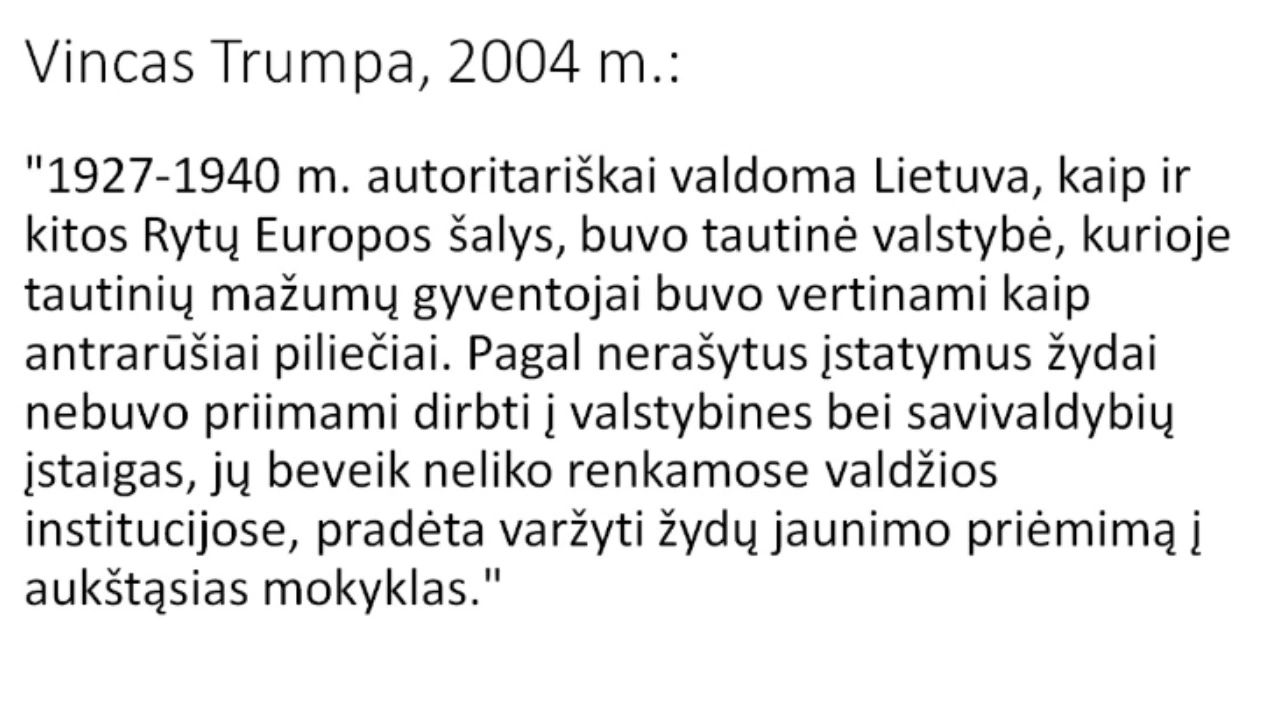 Vincas Trumpa, 2004 m.:
"1927-1940 m. autoritariškai valdoma Lietuva, kaip ir
kitos Rytų Europos šalys, buvo tautinė valstybė, kurioje
tautinių mažumų gyventojai buvo vertinami kaip
antrarūšiai piliečiai. Pagal nerašytus įstatymus žydai
nebuvo priimami dirbti į valstybines bei savivaldybių
įstaigas, jų beveik neliko renkamose valdžios
institucijose, pradėta varžyti žydų jaunimo priėmimą į
aukštąsias mokyklas."